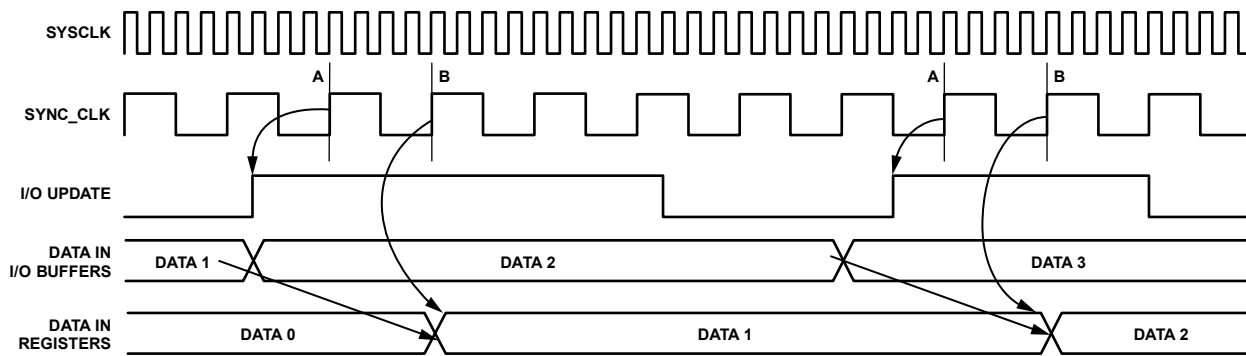 SYSCLK
A B A B
SYNC_CLK
I/O UPDATE
DATA IN
I/O BUFFERS
DATA 1 DATA 2 DATA 3
DATA IN
REGISTERS
DATA 0 DATA 1 DATA 2